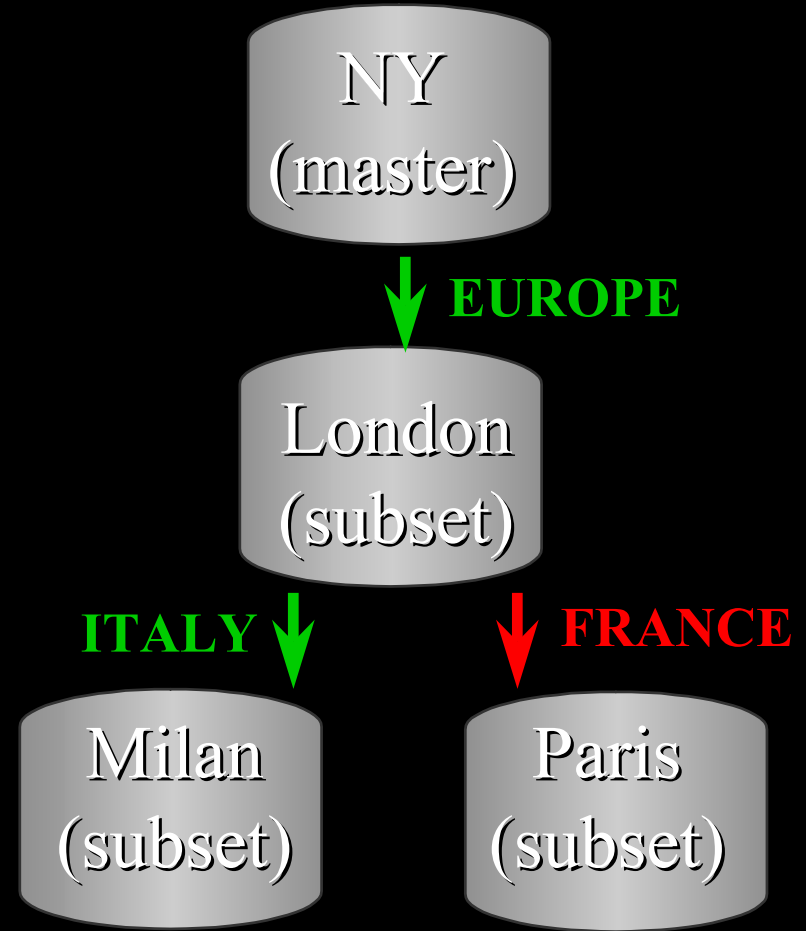 NY
(master)
EUROPE
London
(subset)
ITALY
FRANCE
Milan
(subset)
Paris
(subset)